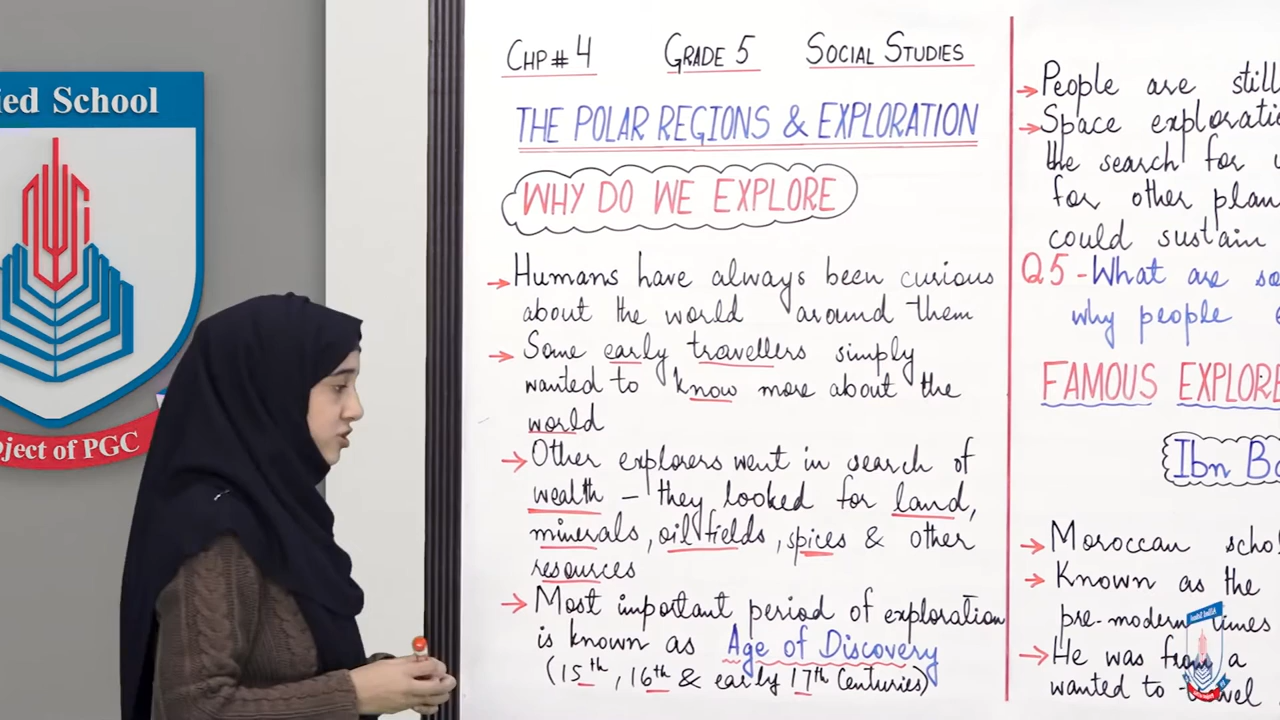 ied School
oject of PGC
CHP # 4 GRADE 5 SOCIAL STUDIES
THE POLAR REGIONS & EXPLORATION
WHY DO WE EXPLORE
→ Humans have always been curious
about the world around them
→ Some early travellers simply
wanted to know more about the
world
→ Other explorers went in search of
wealth – they looked for land,
minerals, oil fields, spices & other
resources
→ Most important period of exploration
is known as Age of Discovery
(15th, 16th & early 17th Centuries)
→ People are still
→ Space exploratio
the search for
for other plan
could sustain
Q5 - What are so
why people
FAMOUS EXPLORE
Ibn Ba
→ Moroccan scho
→ Known as the
pre-modern times
→ He was from a
wanted to travel